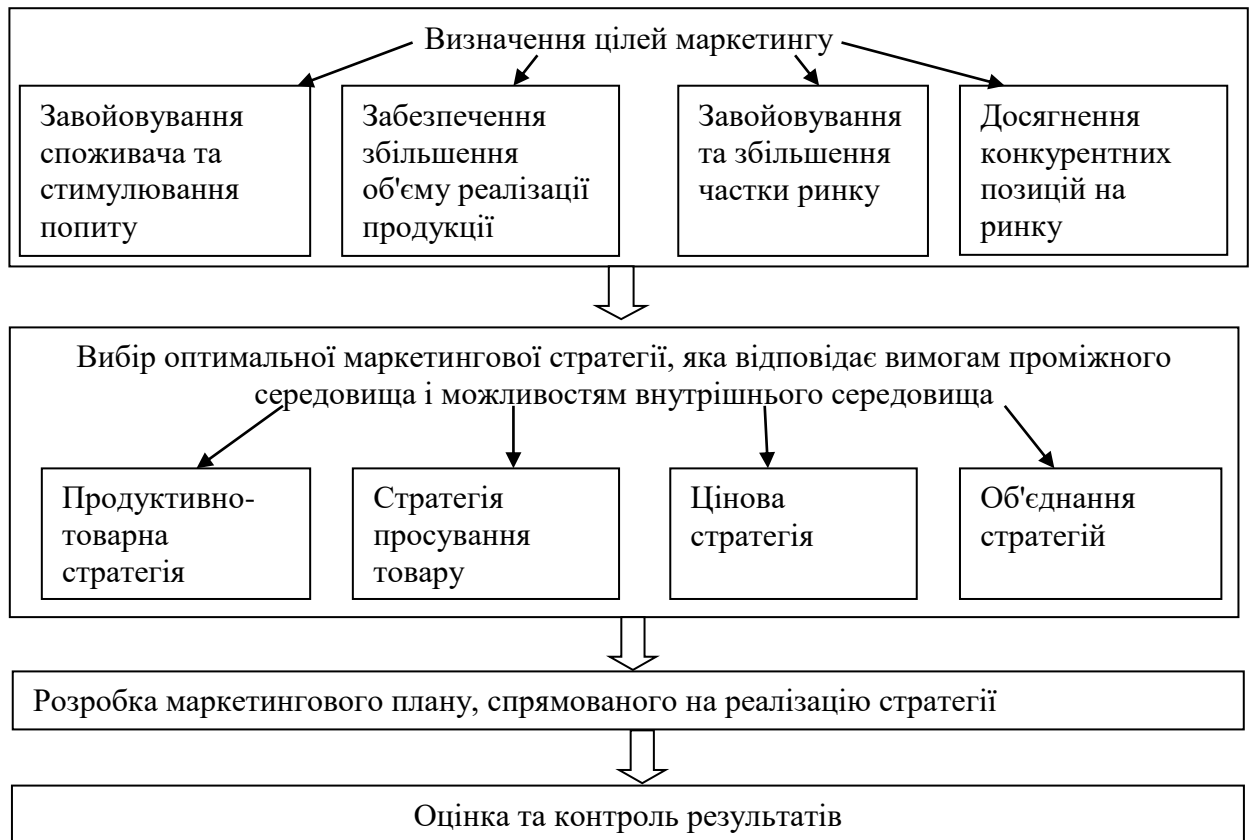 Визначення цілей маркетингу
Завойовування
споживача та
стимулювання
попиту
Забезпечення
збільшення
об'єму реалізації
продукції
Завойовування
та збільшення
частки ринку
Досягнення
конкурентних
позицій на
ринку
Вибір оптимальної маркетингової стратегії, яка відповідає вимогам проміжного
середовища і можливостям внутрішнього середовища
Продуктивно-
товарна
стратегія
Стратегія
просування
товару
Цінова
стратегія
Об'єднання
стратегій
Розробка маркетингового плану, спрямованого на реалізацію стратегії
Оцінка та контроль результатів